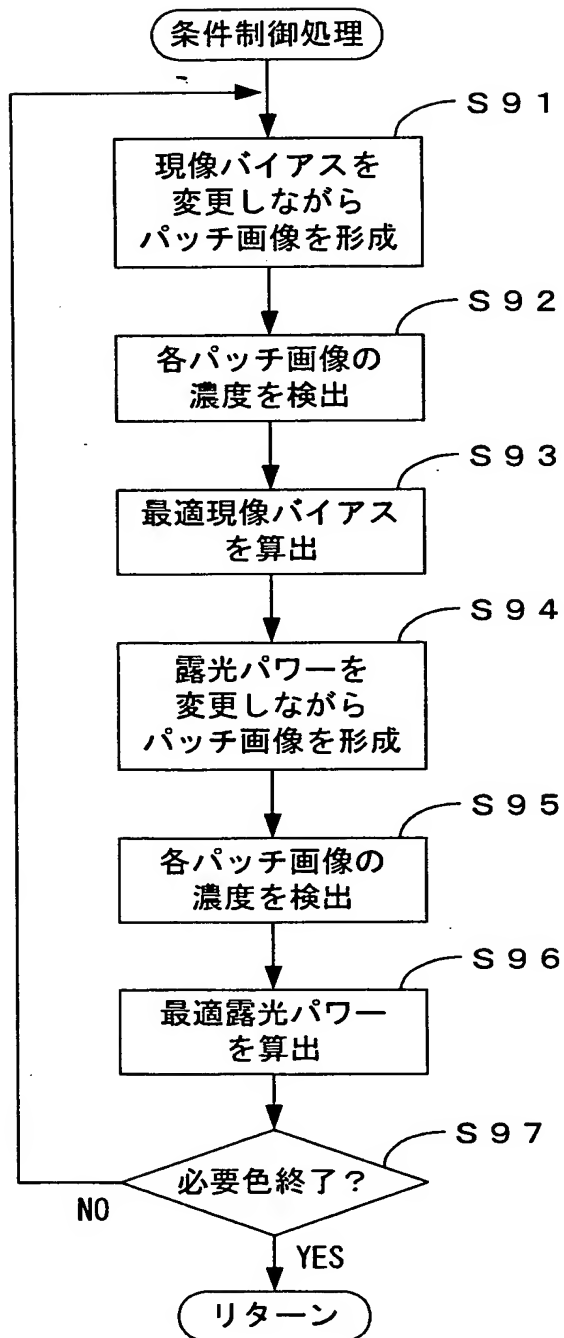 条件制御処理
S91
現像バイアスを
変更しながら
パッチ画像を形成
S92
各パッチ画像の
濃度を検出
S93
最適現像バイアス
を算出
S94
露光パワーを
変更しながら
パッチ画像を形成
S95
各パッチ画像の
濃度を検出
S96
最適露光パワー
を算出
S97
必要色終了?
NO
YES
リターン